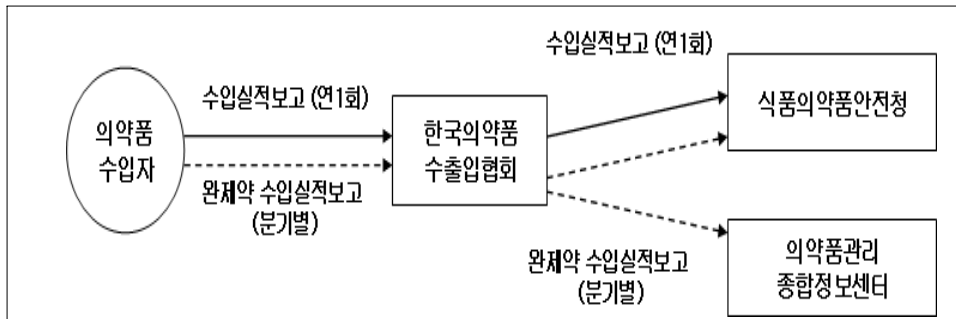 수입실적보고 (연1회)
수입실적보고 (연1회)
의약품
수입자
한국의약품
수출입협회
식품의약품안전청
완제약 수입실적보고
(분기별)
완제약 수입실적보고
(분기별)
의약품관리
종합정보센터